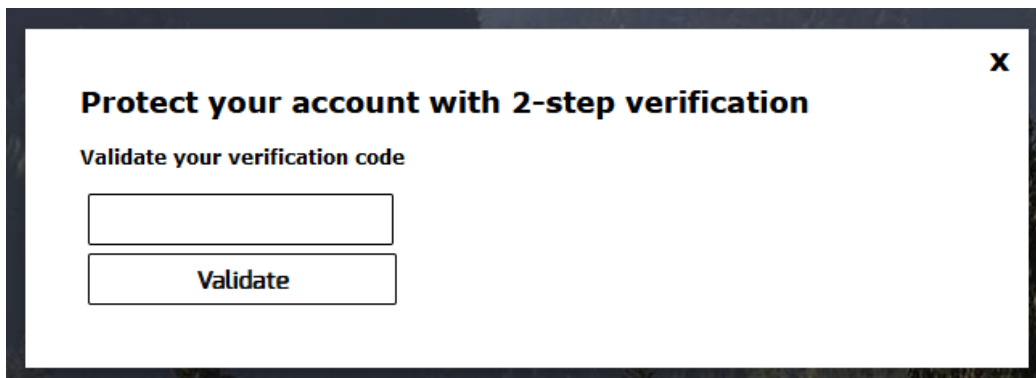 x
Protect your account with 2-step verification
Validate your verification code
Validate